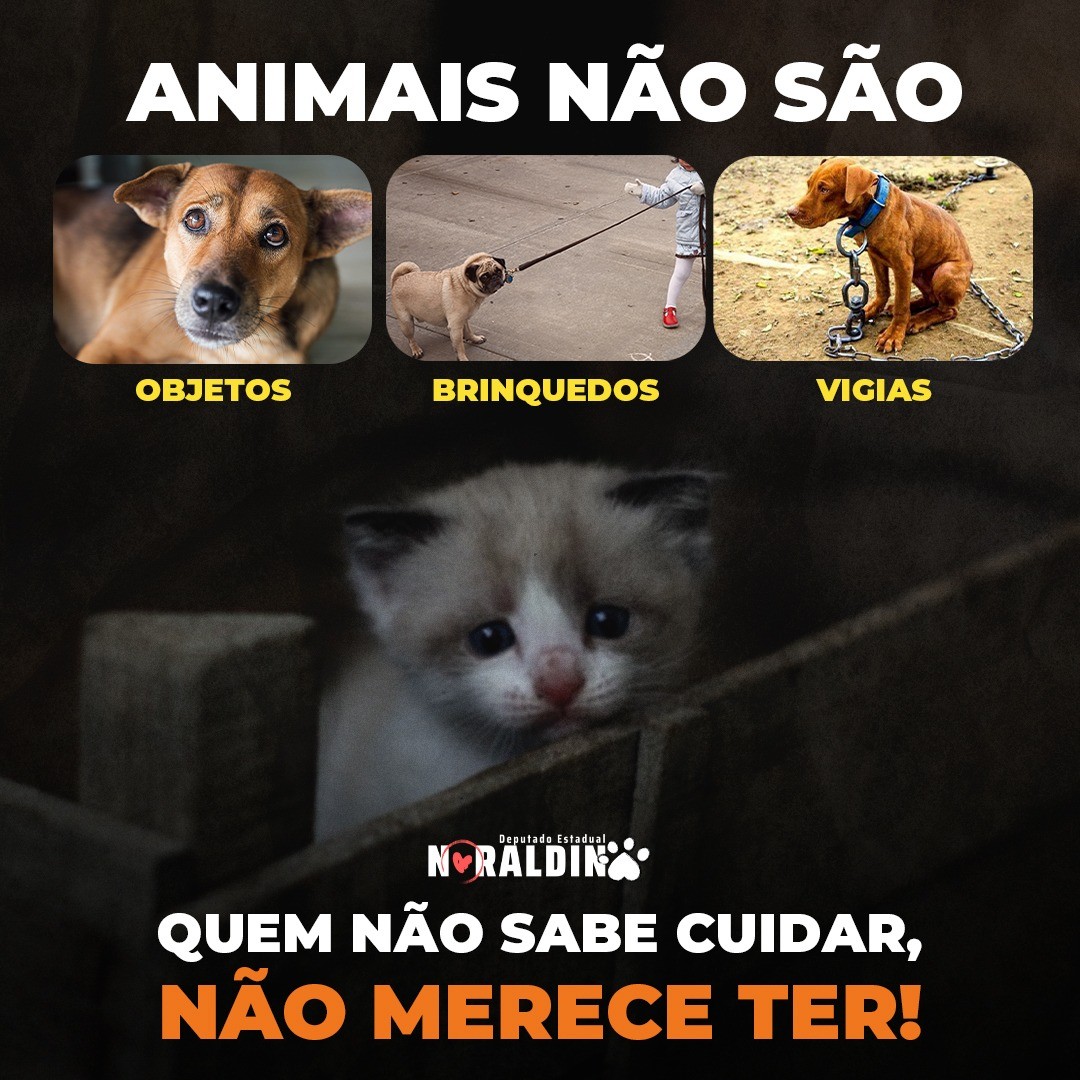 ANIMAIS NÃO SÃO
OBJETOS
BRINQUEDOS
VIGIAS
Deputado Estadual
NORALDINO
QUEM NÃO SABE CUIDAR,
NÃO MERECE TER!